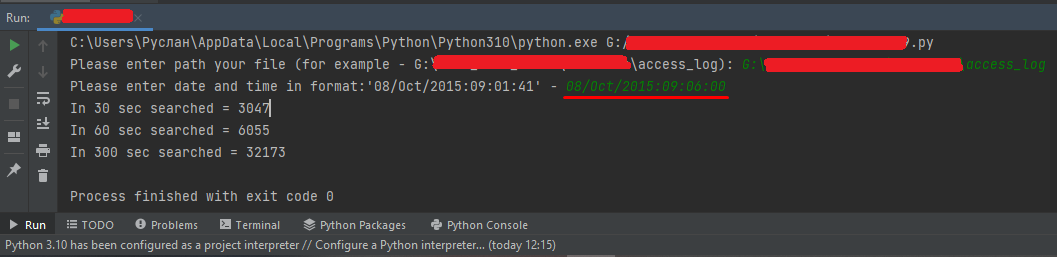 Run:
C:\Users\Руслан\AppData\Local\Programs\Python\Python310\python.exe G:/ 9.py
Please enter path your file (for example - G:\ \access_log): G:\ access_log
Please enter date and time in format:'08/Oct/2015:09:01:41' - 08/Oct/2015:09:06:00
In 30 sec searched = 3047
In 60 sec searched = 6055
In 300 sec searched = 32173
Process finished with exit code 0
Run TODO Problems Terminal Python Packages Python Console
Python 3.10 has been configured as a project interpreter // Configure a Python interpreter... (today 12:15)